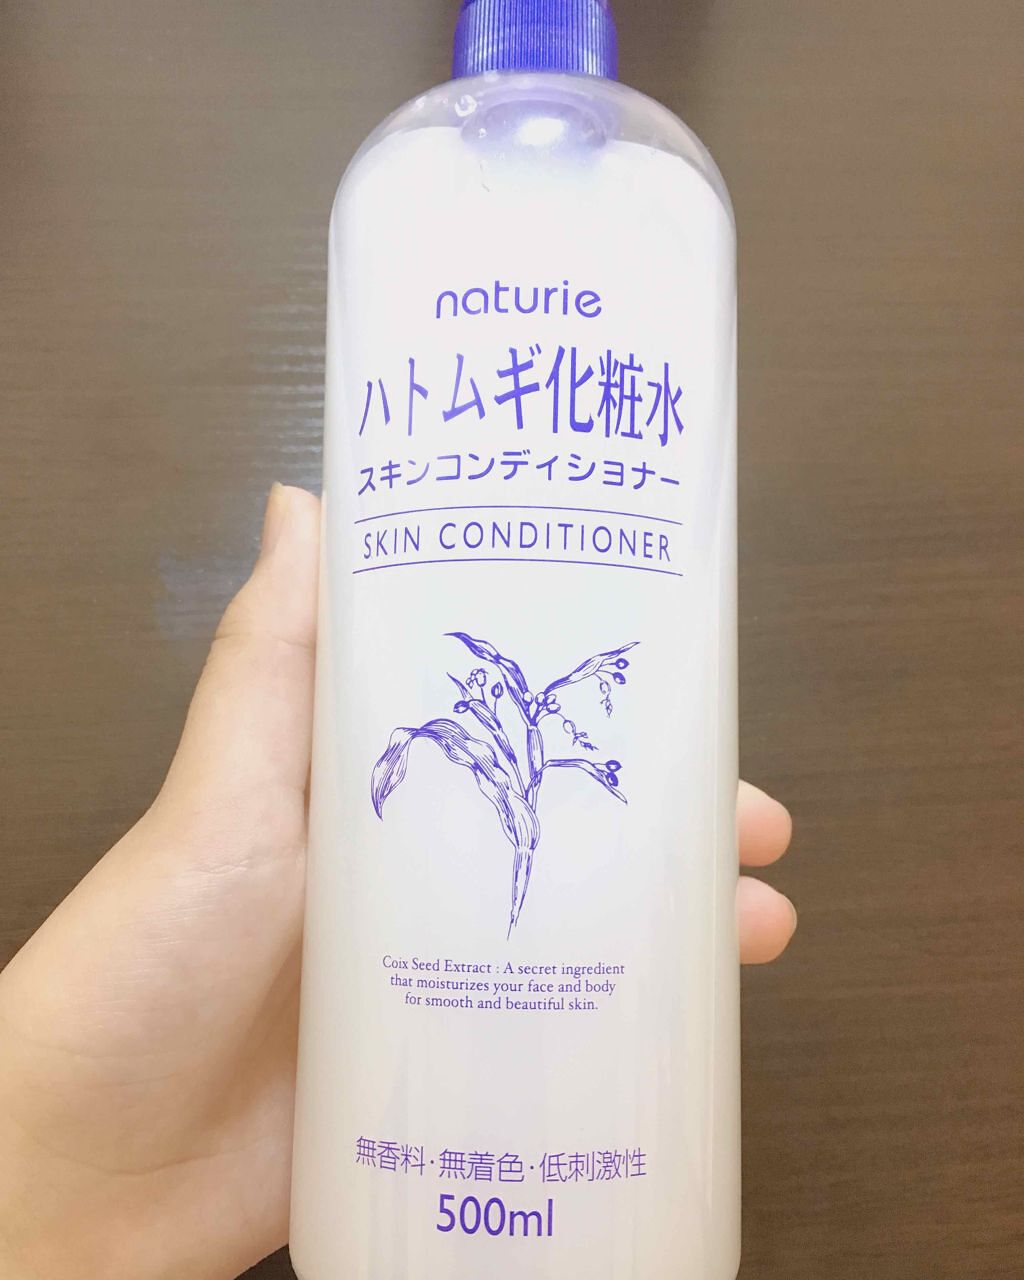 naturie
ハトムギ化粧水
スキンコンディショナー
SKIN CONDITIONER
Coix Seed Extract : A secret ingredient
that moisturizes your face and body
for smooth and beautiful skin.
無香料・無着色・低刺激性
500ml